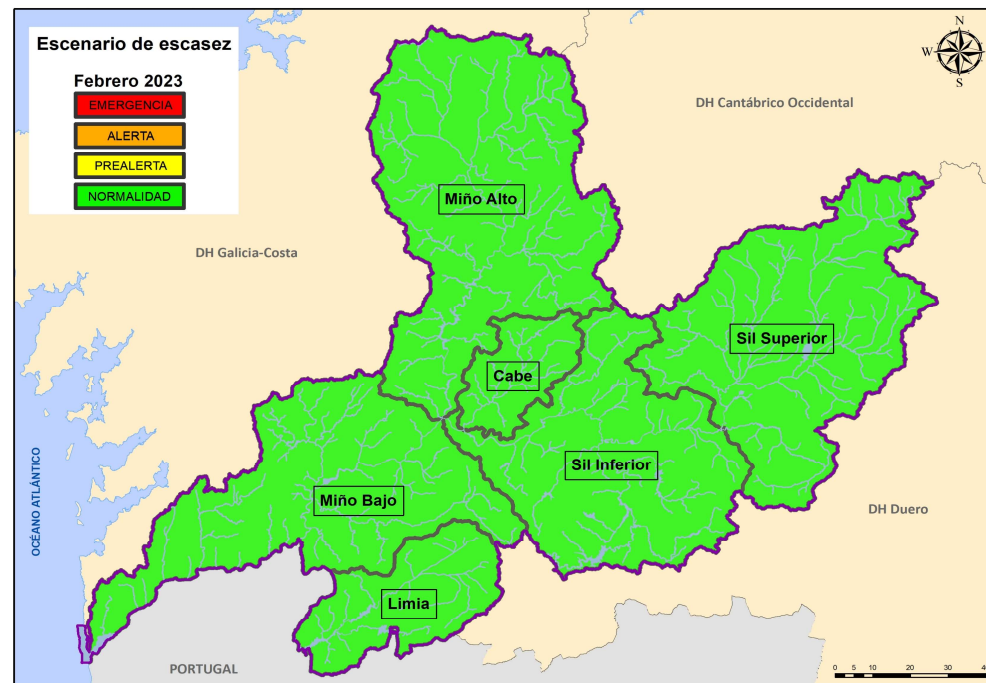 Escenario de escasez
Febrero 2023
EMERGENCIA
ALERTA
PREALERTA
NORMALIDAD
N
W
S
DH Cantábrico Occidental
Miño Alto
DH Galicia-Costa
Sil Superior
Cabe
Sil Inferior
Miño Bajo
OCÉANO ATLÁNTICO
DH Duero
Limia
PORTUGAL
0 5 10 20 30